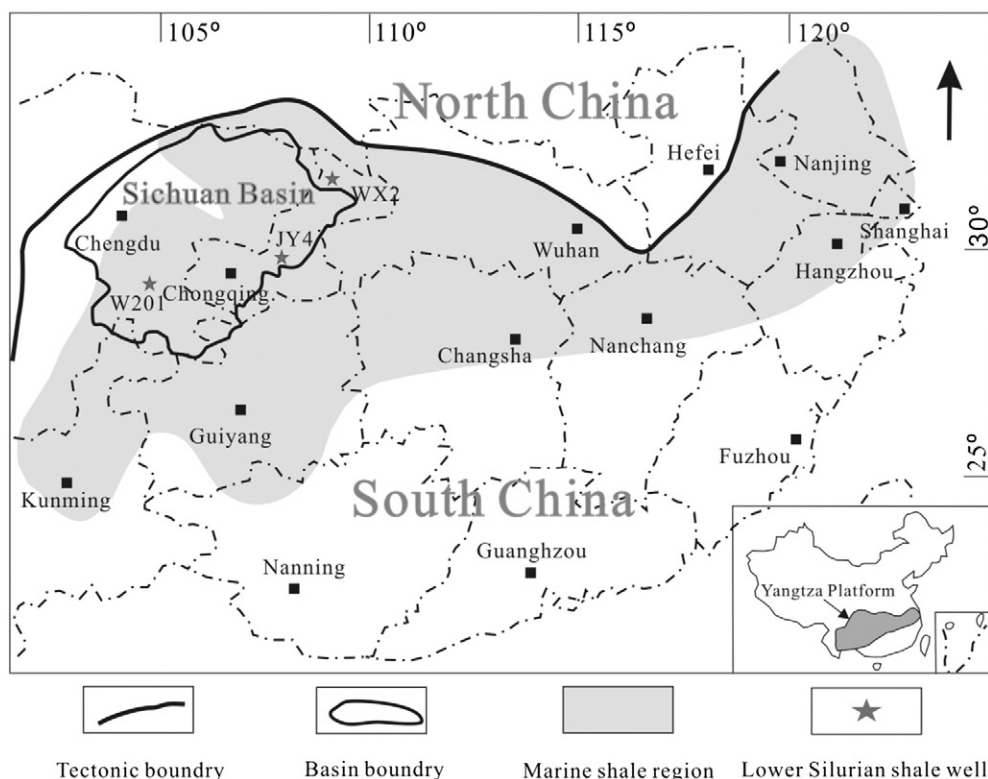 105° 110° 115° 120°
North China
Hefei
Nanjing
Sichuan Basin
WX2
Chengdu
JY4
Wuhan
Shanghai
30°
Hangzhou
W201
Chongqing
Changsha
Nanchang
Guiyang
Fuzhou
25°
Kunming
South China
Guanghzou
Nanning
Yangtza Platform
Tectonic boundry
Basin boundry
Marine shale region
Lower Silurian shale well